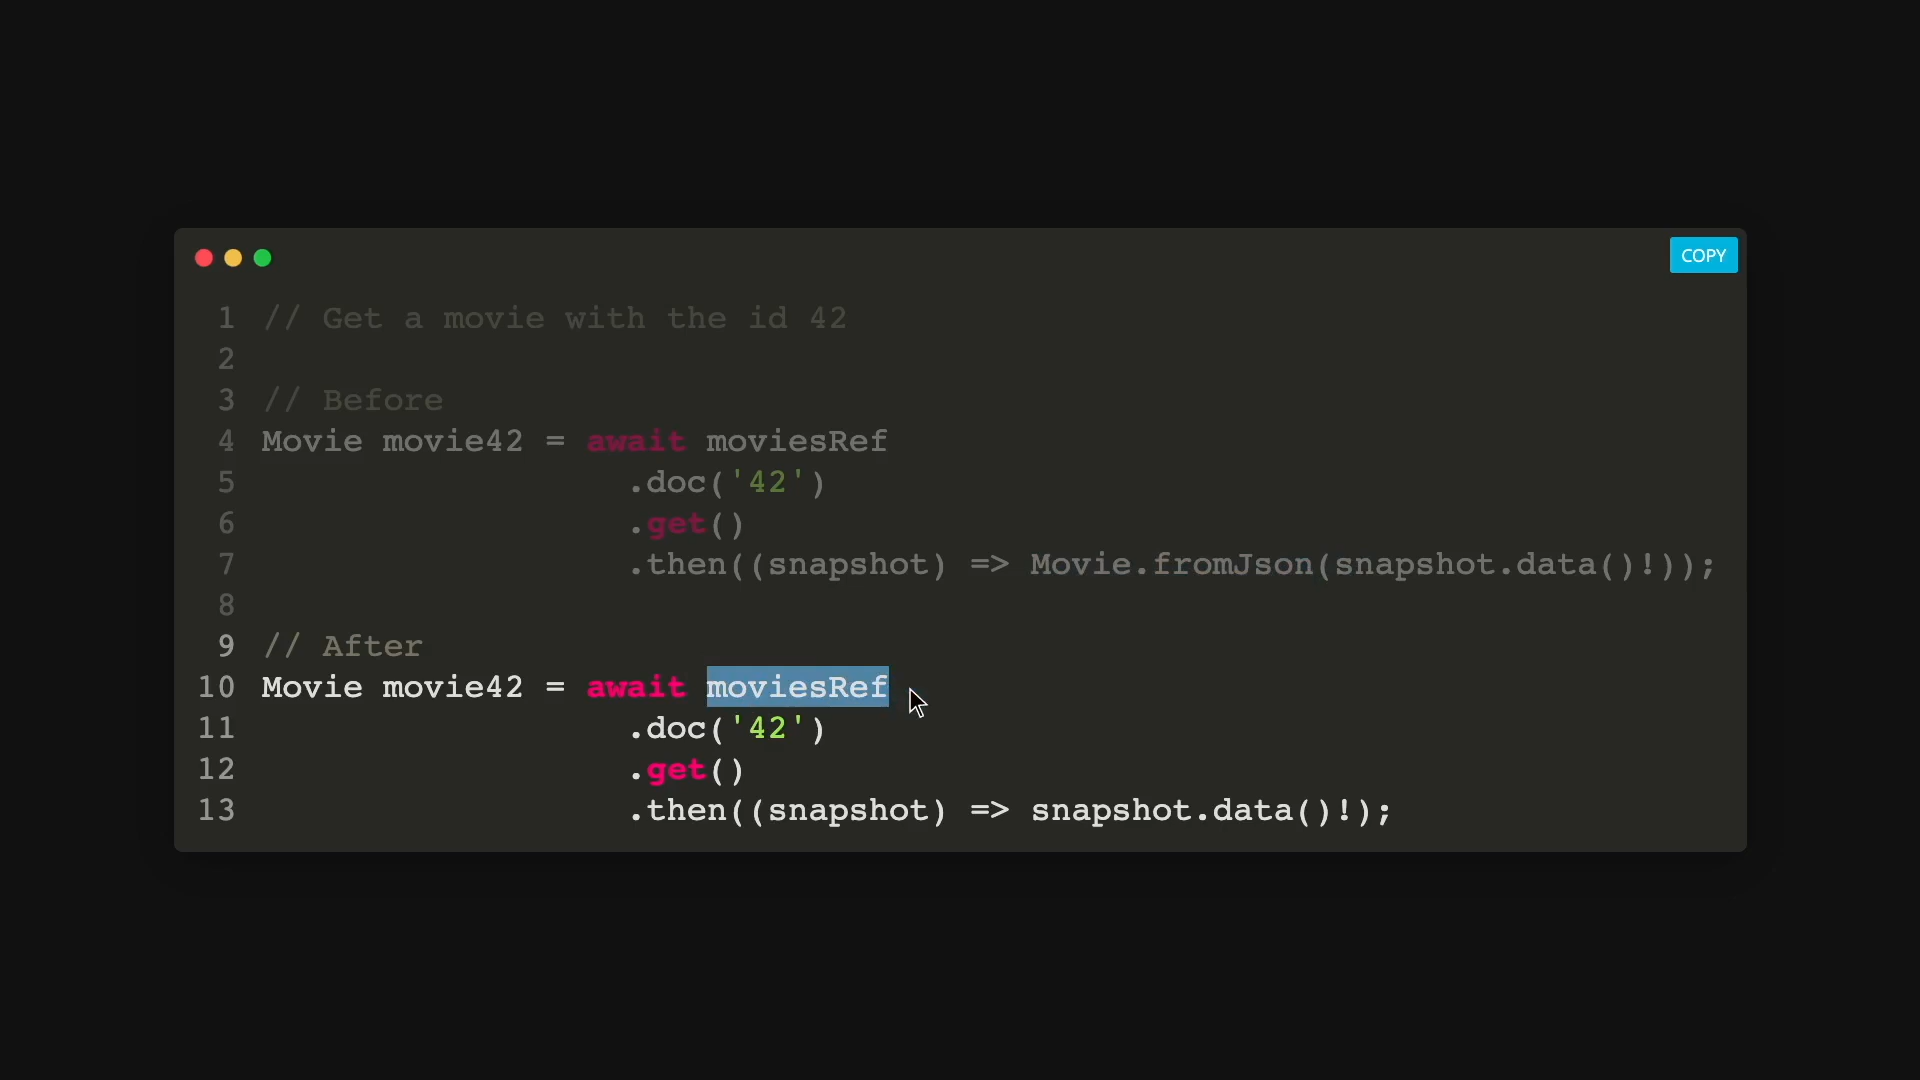 COPY
1 // Get a movie with the id 42
2
3 // Before
4 Movie movie42 = await moviesRef
5 .doc('42')
6 .get()
7 .then((snapshot) => Movie.fromJson(snapshot.data()!));
8
9 // After
10 Movie movie42 = await moviesRef
11 .doc('42')
12 .get()
13 .then((snapshot) => snapshot.data()!);